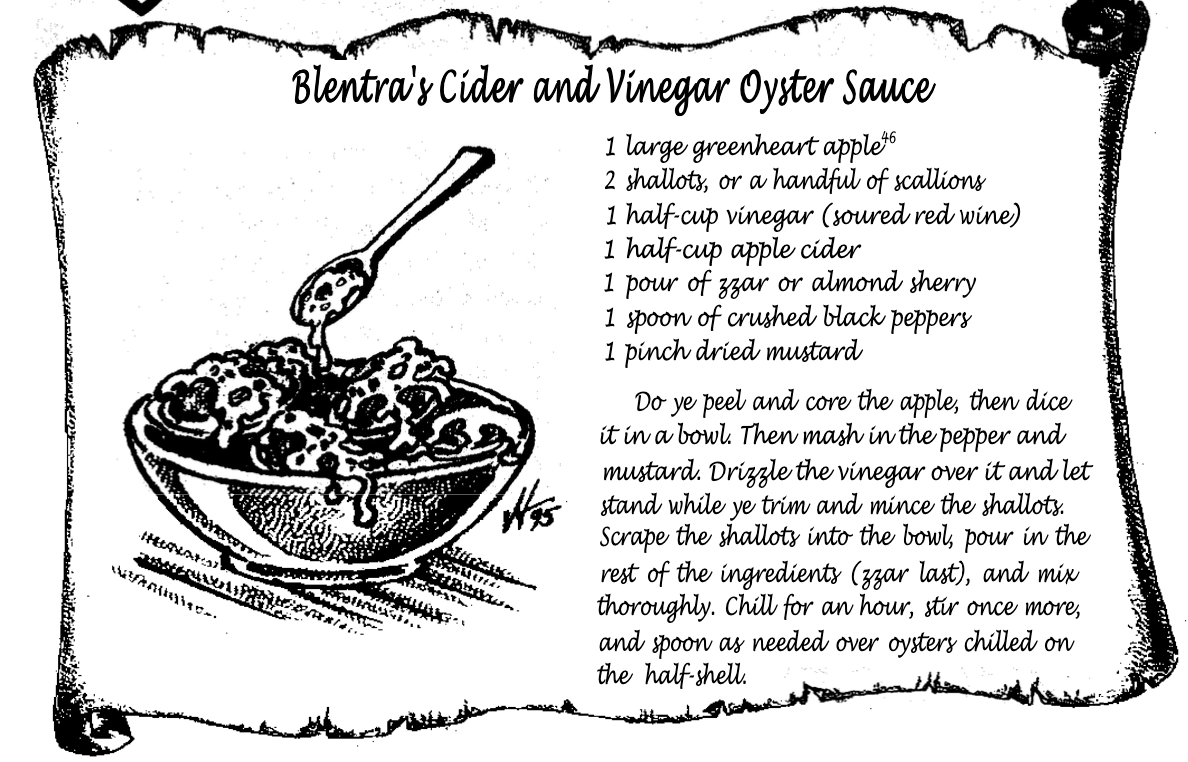 Blentra's Cider and Vinegar Oyster Sauce
1 large greenheart apple46
2 shallots, or a handful of scallions
1 half-cup vinegar (soured red wine)
1 half-cup apple cider
1 pour of zzar or almond sherry
1 spoon of crushed black peppers
1 pinch dried mustard
Do ye peel and core the apple, then dice
it in a bowl. Then mash in the pepper and
mustard. Drizzle the vinegar over it and let
stand while ye trim and mince the shallots.
Scrape the shallots into the bowl, pour in the
rest of the ingredients (zzar last), and mix
thoroughly. Chill for an hour, stir once more,
and spoon as needed over oysters chilled on
the half-shell.